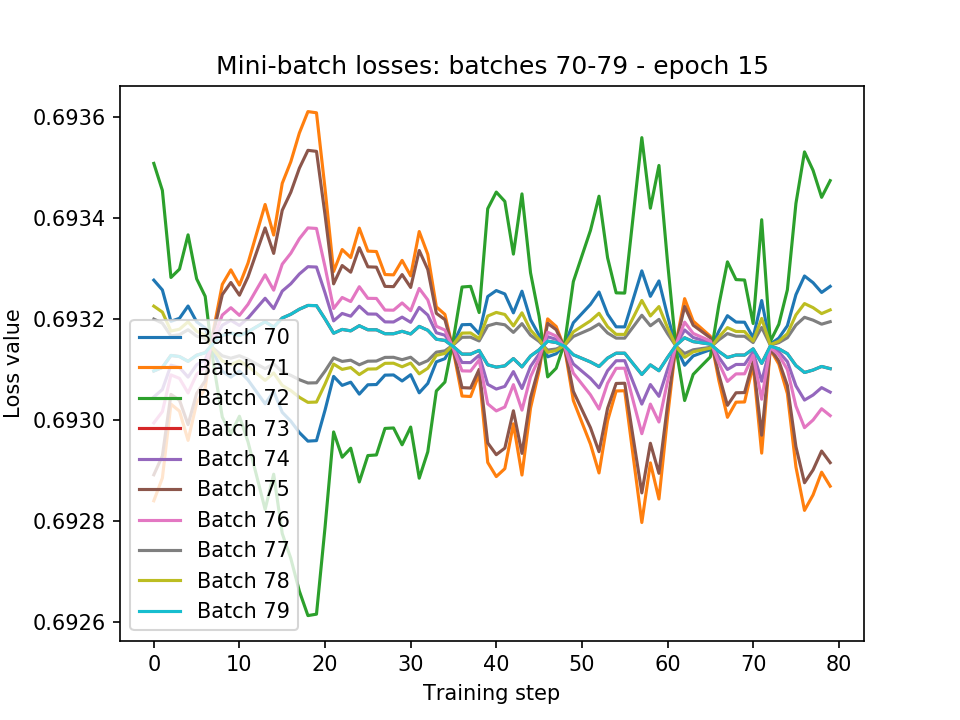 Mini-batch losses: batches 70-79 - epoch 15
Loss value
0.6936
0.6934
0.6932
0.6930
0.6928
0.6926
Batch 70
Batch 71
Batch 72
Batch 73
Batch 74
Batch 75
Batch 76
Batch 77
Batch 78
Batch 79
0 10 20 30 40 50 60 70 80
Training step